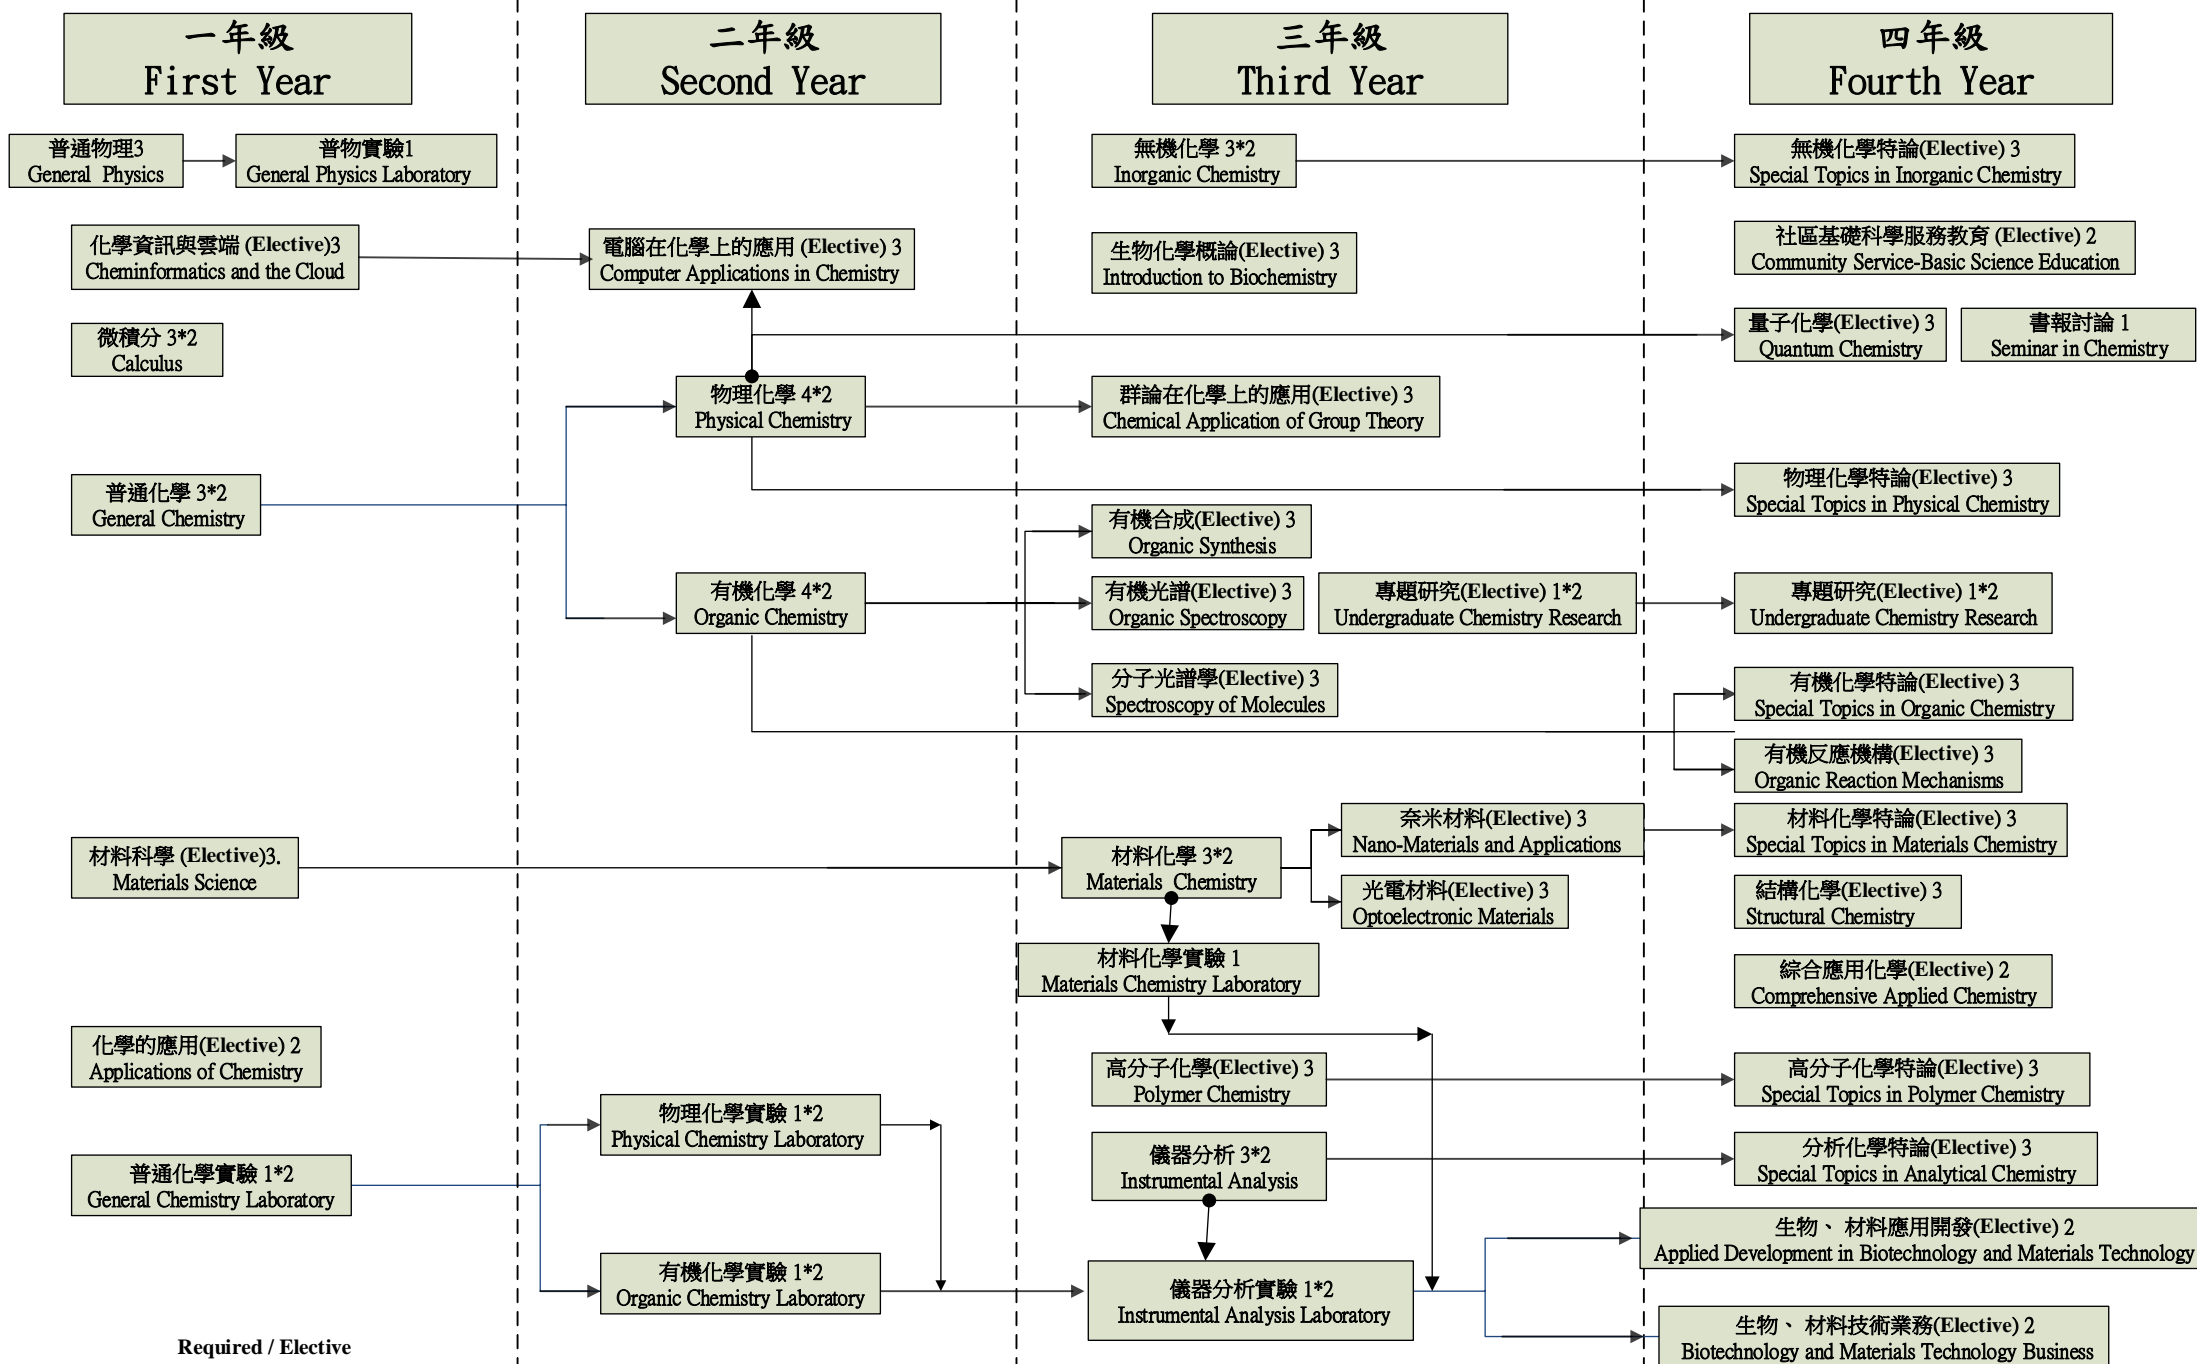 一年級
First Year
二年級
Second Year
三年級
Third Year
四年級
Fourth Year
普通物理3
General Physics
普物實驗1
General Physics Laboratory
無機化學 3*2
Inorganic Chemistry
無機化學特論(Elective) 3
Special Topics in Inorganic Chemistry
化學資訊與雲端 (Elective)3
Cheminformatics and the Cloud
電腦在化學上的應用 (Elective) 3
Computer Applications in Chemistry
生物化學概論(Elective) 3
Introduction to Biochemistry
社區基礎科學服務教育 (Elective) 2
Community Service-Basic Science Education
微積分 3*2
Calculus
量子化學(Elective) 3
Quantum Chemistry
書報討論 1
Seminar in Chemistry
物理化學 4*2
Physical Chemistry
群論在化學上的應用(Elective) 3
Chemical Application of Group Theory
普通化學 3*2
General Chemistry
物理化學特論(Elective) 3
Special Topics in Physical Chemistry
有機合成(Elective) 3
Organic Synthesis
有機化學 4*2
Organic Chemistry
有機光譜(Elective) 3
Organic Spectroscopy
專題研究(Elective) 1*2
Undergraduate Chemistry Research
專題研究(Elective) 1*2
Undergraduate Chemistry Research
分子光譜學(Elective) 3
Spectroscopy of Molecules
有機化學特論(Elective) 3
Special Topics in Organic Chemistry
有機反應機構(Elective) 3
Organic Reaction Mechanisms
材料科學 (Elective)3.
Materials Science
材料化學 3*2
Materials Chemistry
奈米材料(Elective) 3
Nano-Materials and Applications
材料化學特論(Elective) 3
Special Topics in Materials Chemistry
光電材料(Elective) 3
Optoelectronic Materials
結構化學(Elective) 3
Structural Chemistry
材料化學實驗 1
Materials Chemistry Laboratory
綜合應用化學(Elective) 2
Comprehensive Applied Chemistry
化學的應用(Elective) 2
Applications of Chemistry
高分子化學(Elective) 3
Polymer Chemistry
高分子化學特論(Elective) 3
Special Topics in Polymer Chemistry
物理化學實驗 1*2
Physical Chemistry Laboratory
儀器分析 3*2
Instrumental Analysis
分析化學特論(Elective) 3
Special Topics in Analytical Chemistry
普通化學實驗 1*2
General Chemistry Laboratory
生物、 材料應用開發(Elective) 2
Applied Development in Biotechnology and Materials Technology
有機化學實驗 1*2
Organic Chemistry Laboratory
儀器分析實驗 1*2
Instrumental Analysis Laboratory
生物、 材料技術業務(Elective) 2
Biotechnology and Materials Technology Business
Required / Elective